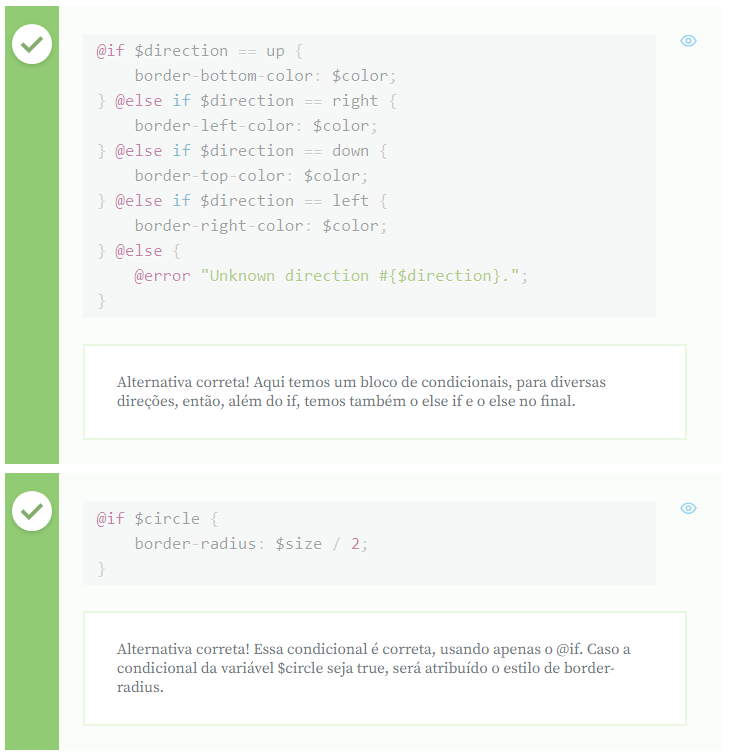 @if $direction == up {
    border-bottom-color: $color;
} @else if $direction == right {
    border-left-color: $color;
} @else if $direction == down {
    border-top-color: $color;
} @else if $direction == left {
    border-right-color: $color;
} @else {
    @error "Unknown direction #{$direction}.";
}
Alternativa correta! Aqui temos um bloco de condicionais, para diversas
direções, então, além do if, temos também o else if e o else no final.
@if $circle {
    border-radius: $size / 2;
}
Alternativa correta! Essa condicional é correta, usando apenas o @if. Caso a
condicional da variável $circle seja true, será atribuído o estilo de border-
radius.